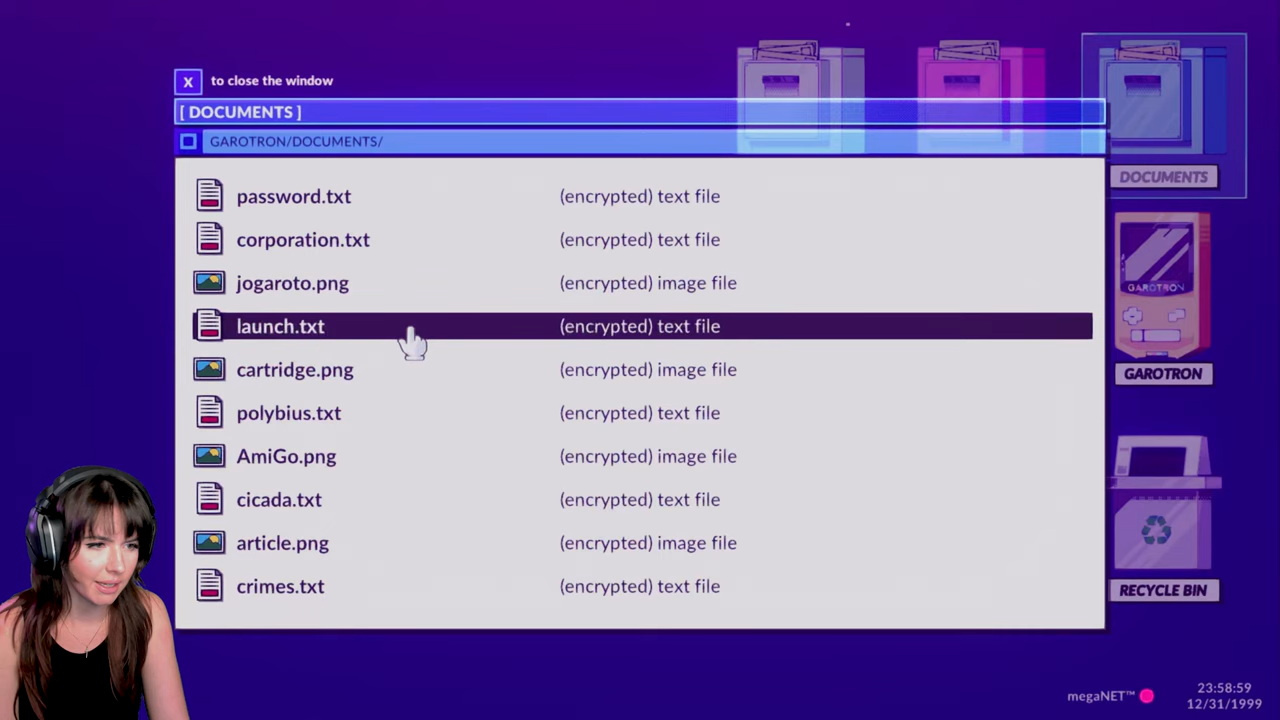 X to close the window
[ DOCUMENTS ]
GAROTRON/DOCUMENTS/
password.txt (encrypted) text file
corporation.txt (encrypted) text file
jogaroto.png (encrypted) image file
launch.txt (encrypted) text file
cartridge.png (encrypted) image file
polybius.txt (encrypted) text file
AmiGo.png (encrypted) image file
cicada.txt (encrypted) text file
article.png (encrypted) image file
crimes.txt (encrypted) text file
DOCUMENTS
GAROTRON
GAROTRON
RECYCLE BIN
megaNET™
23:58:59
12/31/1999